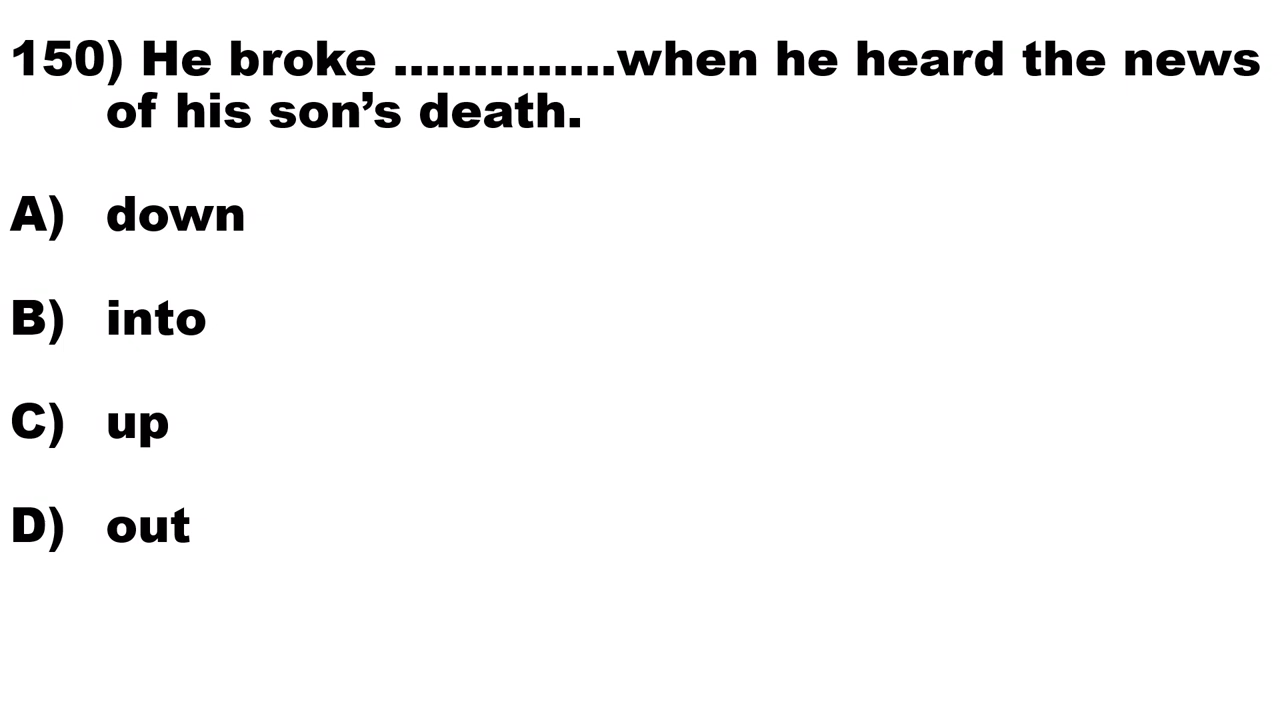 150) He broke ..............when he heard the news
of his son’s death.
A) down
B) into
C) up
D) out